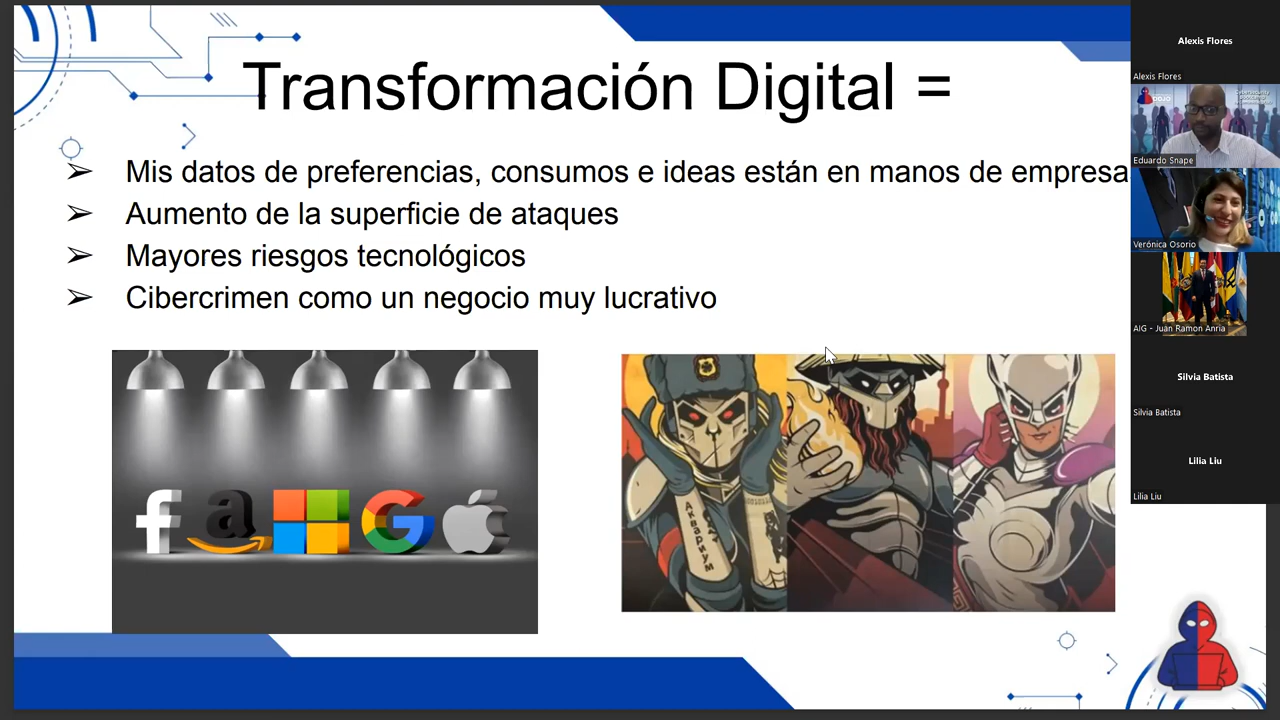 Transformación Digital =
➢ Mis datos de preferencias, consumos e ideas están en manos de empresa
➢ Aumento de la superficie de ataques
➢ Mayores riesgos tecnológicos
➢ Cibercrimen como un negocio muy lucrativo
Аквариум
Alexis Flores
Alexis Flores
Eduardo Snape
Verónica Osorio
AIG - Juan Ramon Anria
Silvia Batista
Silvia Batista
Lilia Liu
Lilia Liu